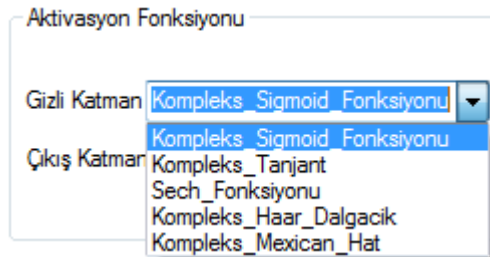 Aktivasyon Fonksiyonu
Gizli Katman Kompleks_Sigmoid_Fonksiyonu
Kompleks_Sigmoid_Fonksiyonu
Çıkış Katman
Kompleks_Tanjant
Sech_Fonksiyonu
Kompleks_Haar_Dalgacik
Kompleks_Mexican_Hat